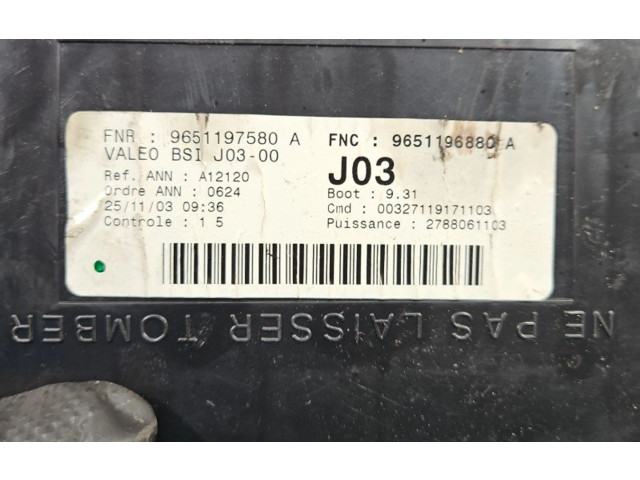 FNR : 9651197580 A
VALEO BSI J03-00
Ref. ANN : A12120
Ordre ANN : 0624
25/11/03 09:36
Controle : 1 5
FNC : 9651196880 A
J03
Boot : 9.31
Cmd : 00327119171103
Puissance : 2788061103
NE PAS LAISSER TOMBER